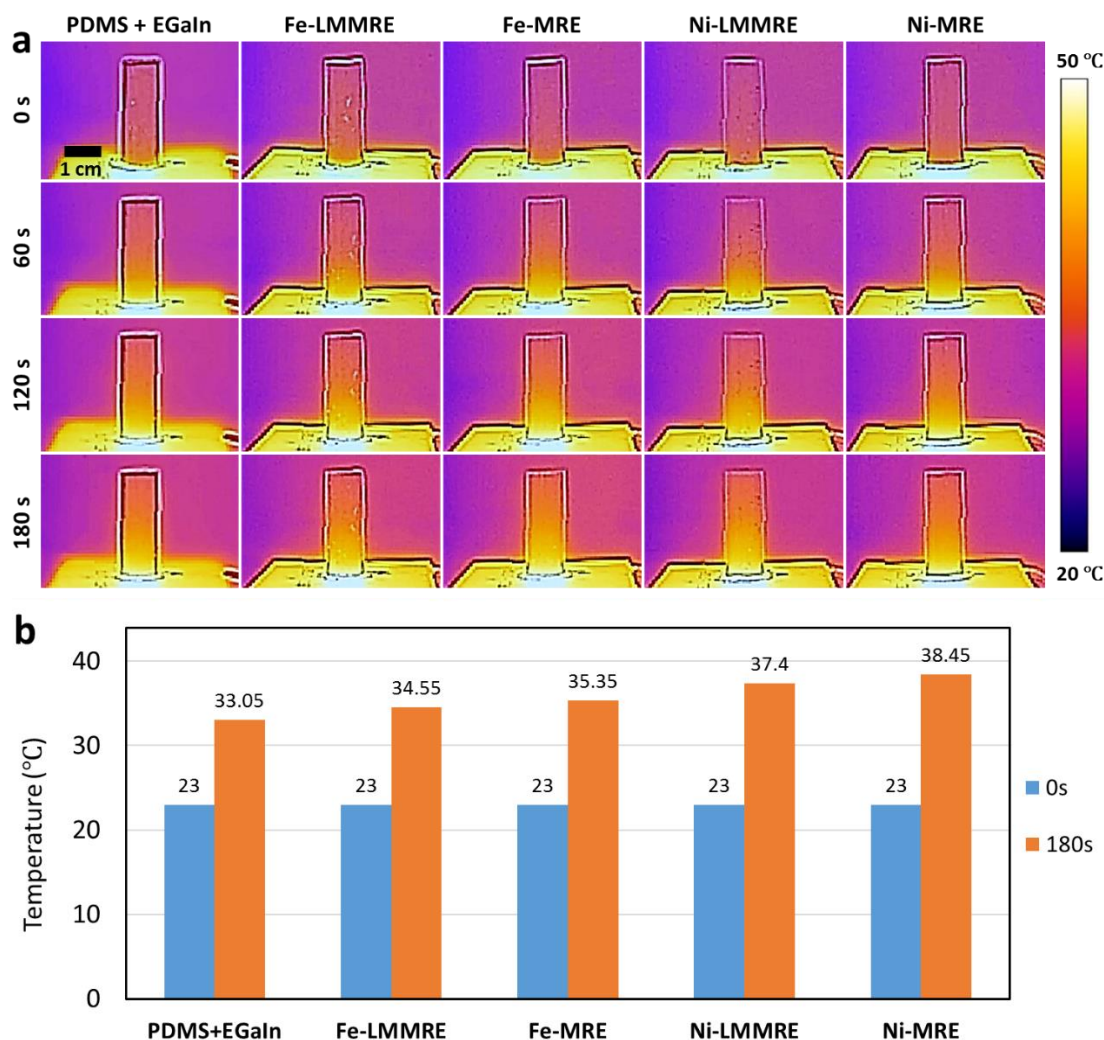 a
PDMS + EGaIn Fe-LMMRE Fe-MRE Ni-LMMRE Ni-MRE
0 s
1 cm
60 s
120 s
180 s
50 ℃
20 ℃
b
Temperature (℃)
40
30
20
10
0
23 33.05
23 34.55
23 35.35
23 37.4
23 38.45
PDMS+EGaIn Fe-LMMRE Fe-MRE Ni-LMMRE Ni-MRE
0s
180s